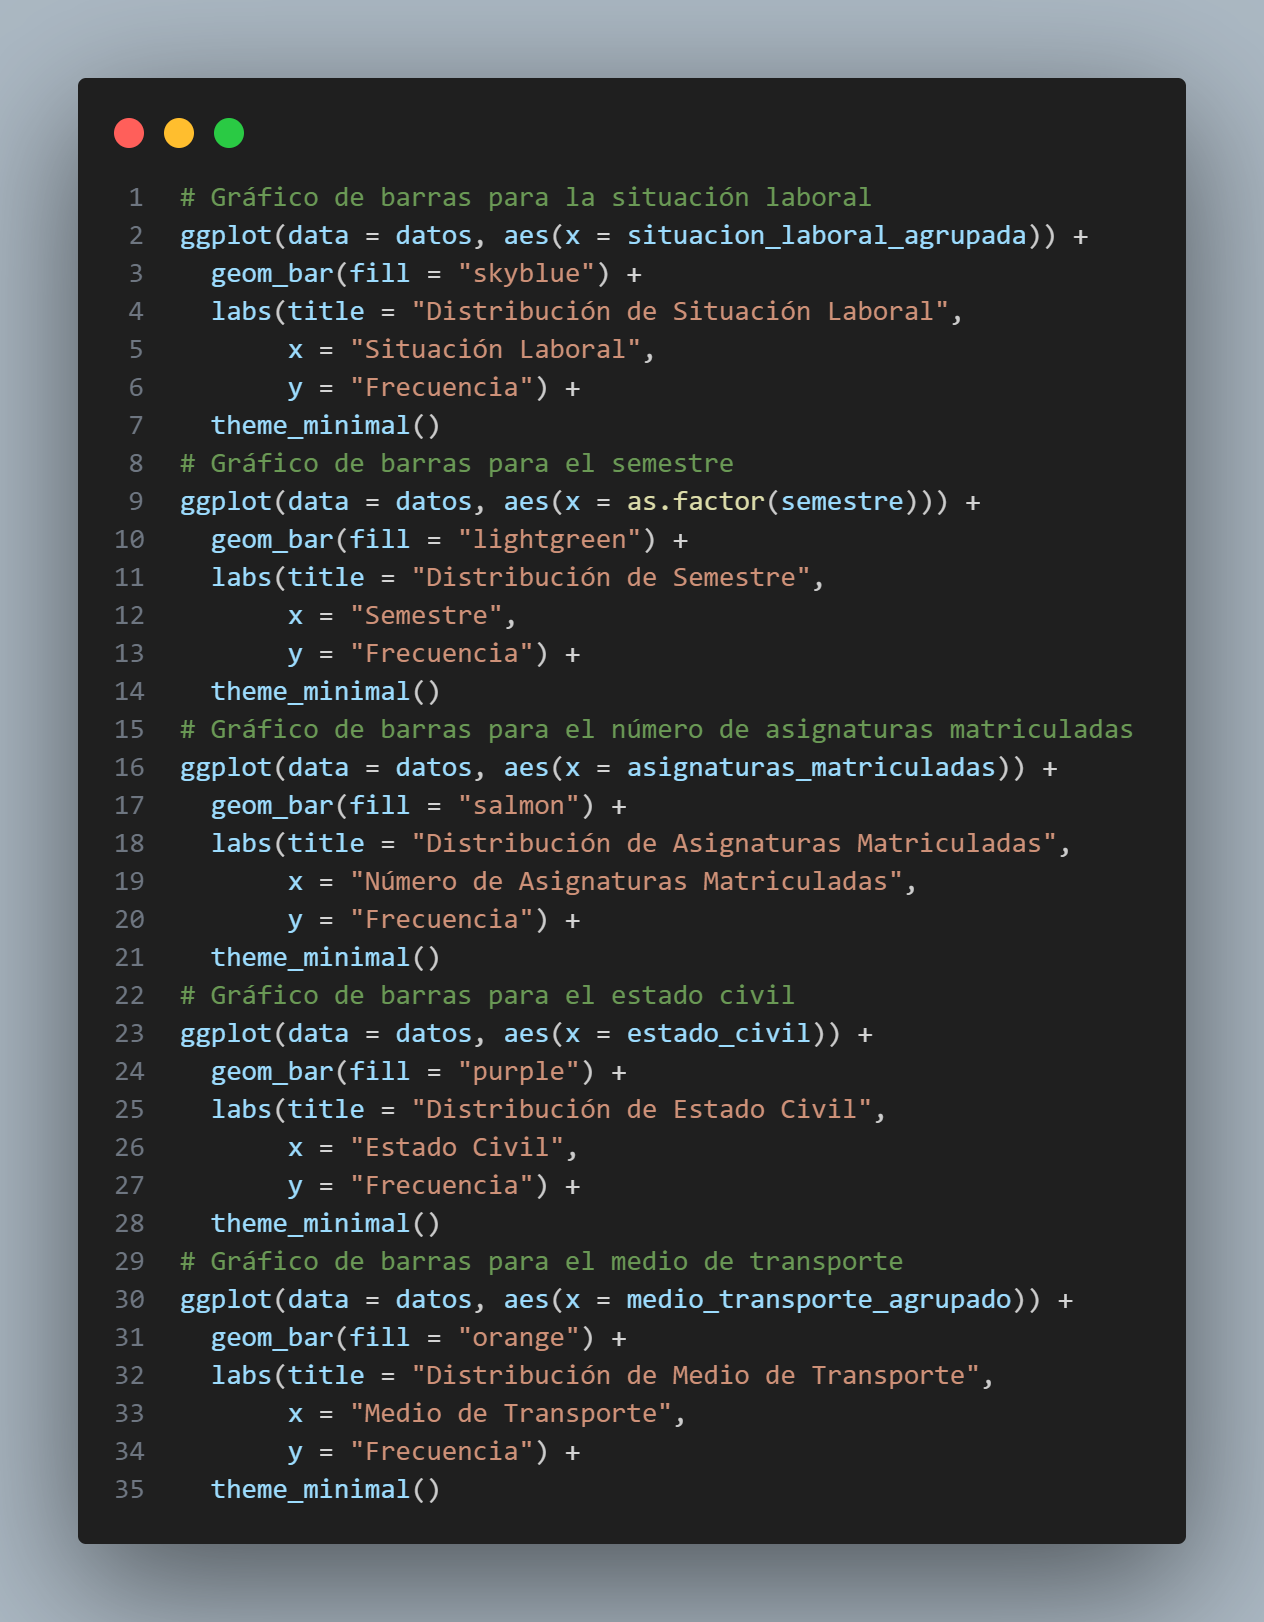 1 # Gráfico de barras para la situación laboral
2 ggplot(data = datos, aes(x = situacion_laboral_agrupada)) +
3   geom_bar(fill = "skyblue") +
4   labs(title = "Distribución de Situación Laboral",
5        x = "Situación Laboral",
6        y = "Frecuencia") +
7   theme_minimal()
8 # Gráfico de barras para el semestre
9 ggplot(data = datos, aes(x = as.factor(semestre))) +
10   geom_bar(fill = "lightgreen") +
11   labs(title = "Distribución de Semestre",
12        x = "Semestre",
13        y = "Frecuencia") +
14   theme_minimal()
15 # Gráfico de barras para el número de asignaturas matriculadas
16 ggplot(data = datos, aes(x = asignaturas_matriculadas)) +
17   geom_bar(fill = "salmon") +
18   labs(title = "Distribución de Asignaturas Matriculadas",
19        x = "Número de Asignaturas Matriculadas",
20        y = "Frecuencia") +
21   theme_minimal()
22 # Gráfico de barras para el estado civil
23 ggplot(data = datos, aes(x = estado_civil)) +
24   geom_bar(fill = "purple") +
25   labs(title = "Distribución de Estado Civil",
26        x = "Estado Civil",
27        y = "Frecuencia") +
28   theme_minimal()
29 # Gráfico de barras para el medio de transporte
30 ggplot(data = datos, aes(x = medio_transporte_agrupado)) +
31   geom_bar(fill = "orange") +
32   labs(title = "Distribución de Medio de Transporte",
33        x = "Medio de Transporte",
34        y = "Frecuencia") +
35   theme_minimal()